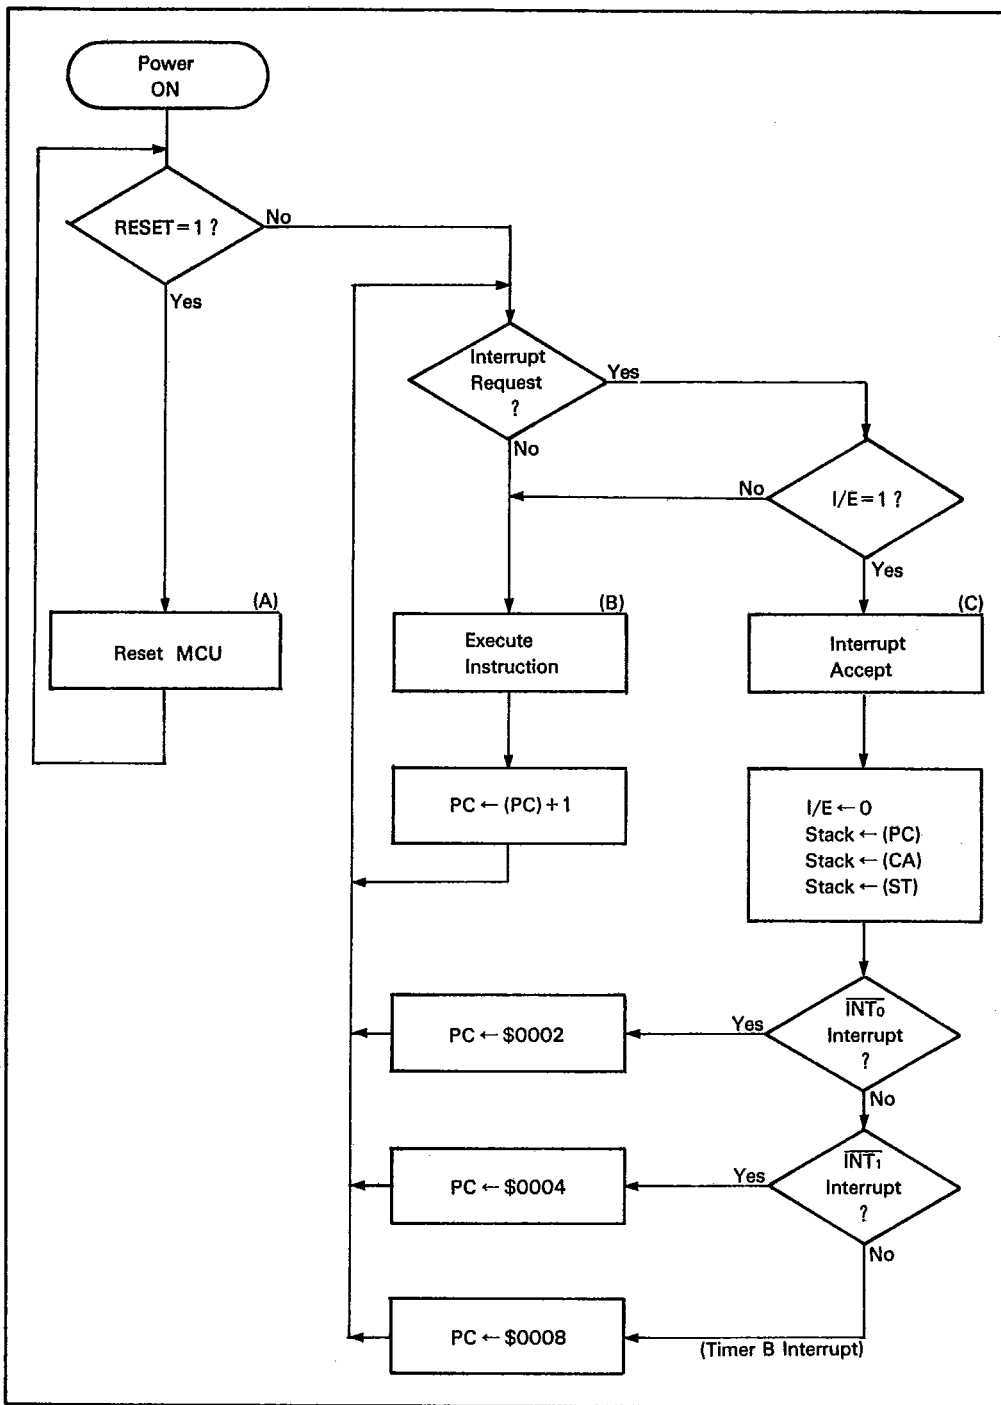 Power
ON
RESET=1 ?
No
Yes
Interrupt
Request
?
Yes
No
I/E=1 ?
No
Yes
(A)
Reset MCU
(B)
Execute
Instruction
(C)
Interrupt
Accept
PC ← (PC) + 1
I/E ← 0
Stack ← (PC)
Stack ← (CA)
Stack ← (ST)
PC ← $0002
Yes
I̅N̅T̅₀
Interrupt
?
No
PC ← $0004
Yes
I̅N̅T̅₁
Interrupt
?
No
PC ← $0008
(Timer B Interrupt)